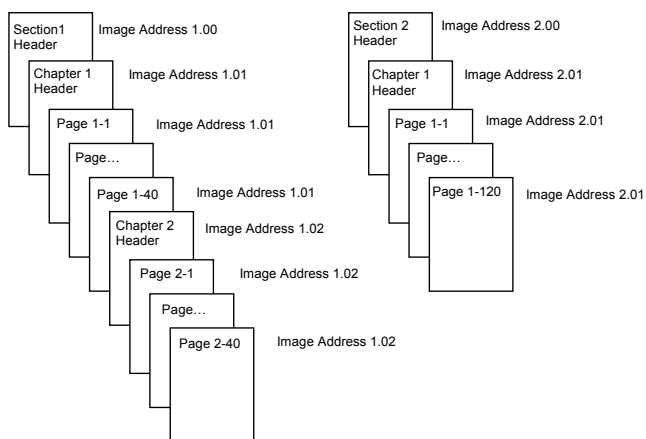 Section1
Header
Image Address 1.00
Chapter 1
Header
Image Address 1.01
Page 1-1
Image Address 1.01
Page…
Page 1-40
Image Address 1.01
Chapter 2
Header
Image Address 1.02
Page 2-1
Image Address 1.02
Page…
Page 2-40
Image Address 1.02
Section 2
Header
Image Address 2.00
Chapter 1
Header
Image Address 2.01
Page 1-1
Image Address 2.01
Page…
Page 1-120
Image Address 2.01